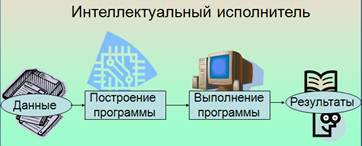 Интеллектуальный исполнитель
Данные
Построение
программы
Выполнение
программы
Результаты